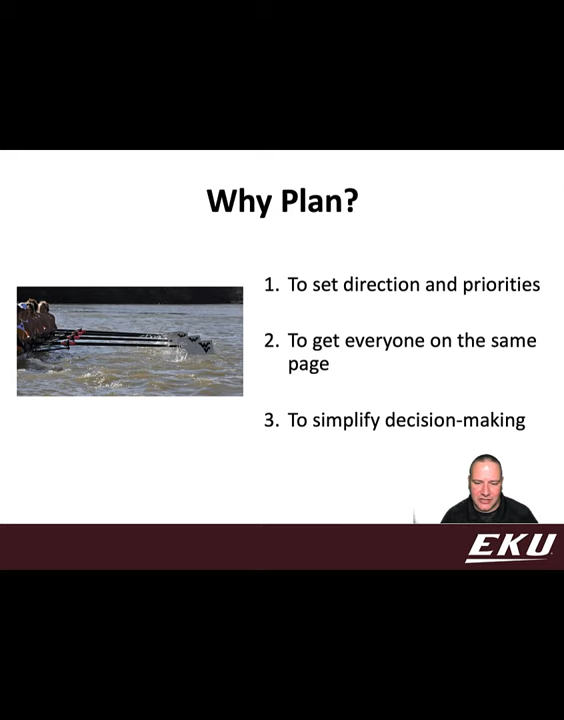 Why Plan?
1. To set direction and priorities
2. To get everyone on the same
page
3. To simplify decision-making
EKU